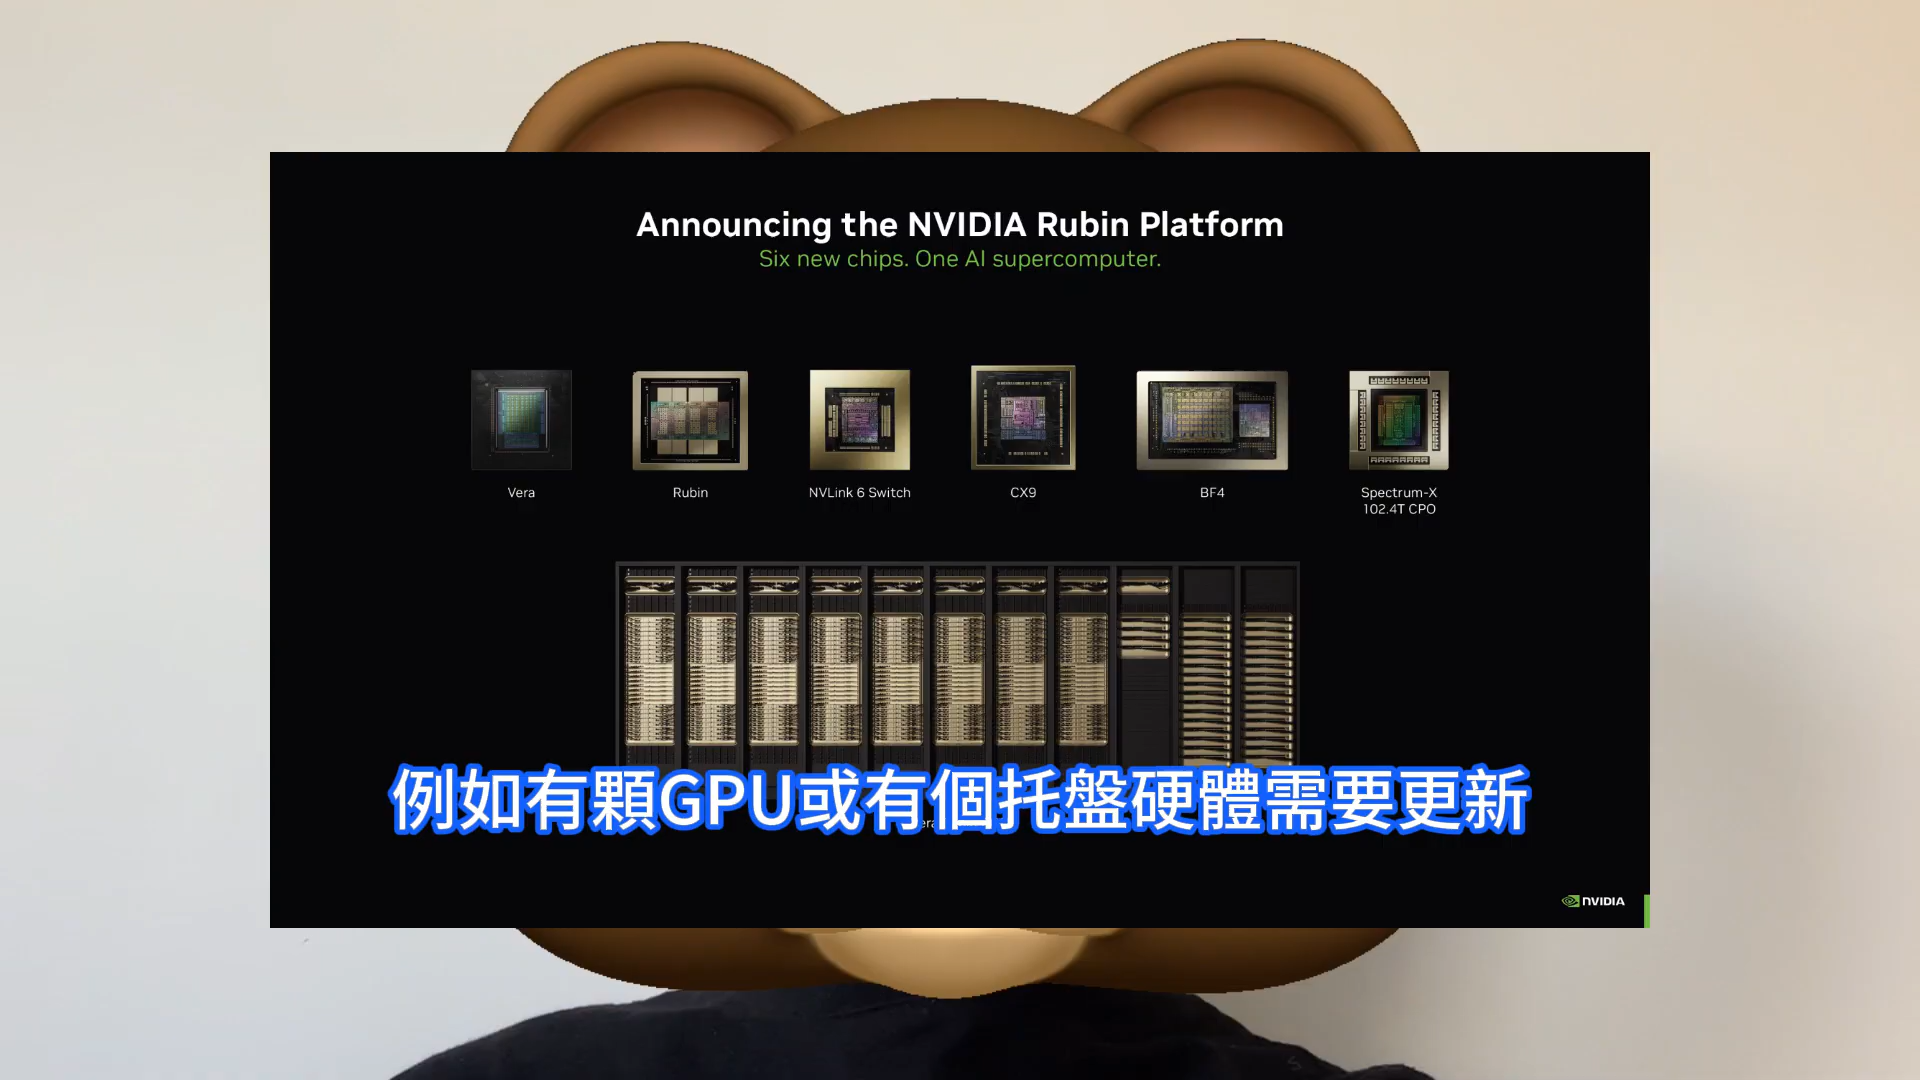 Announcing the NVIDIA Rubin Platform
Six new chips. One AI supercomputer.
Vera
Rubin
NVLink 6 Switch
CX9
BF4
Spectrum-X
102.4T CPO
例如有顆GPU或有個托盤硬體需要更新
NVIDIA